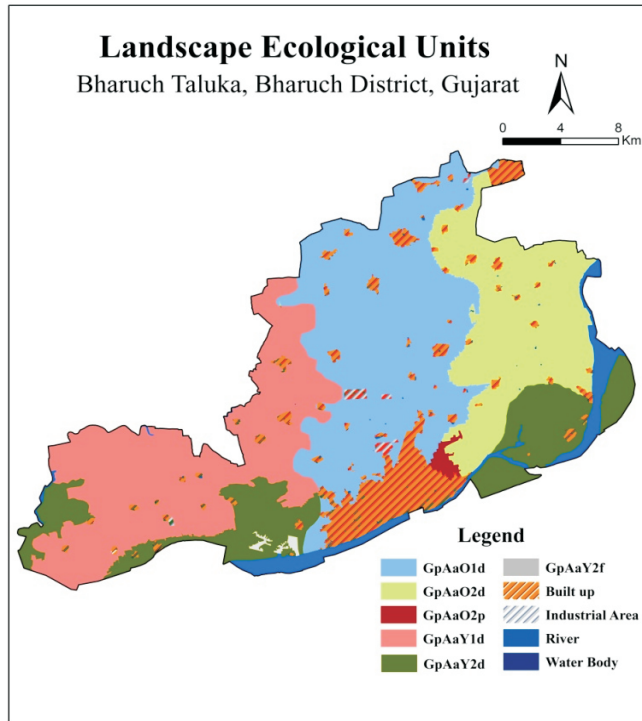 Landscape Ecological Units
Bharuch Taluka, Bharuch District, Gujarat
N
0 4 8
Km
Legend
GpAaO1d
GpAaO2d
GpAaO2p
GpAaY1d
GpAaY2d
GpAaY2f
Built up
Industrial Area
River
Water Body